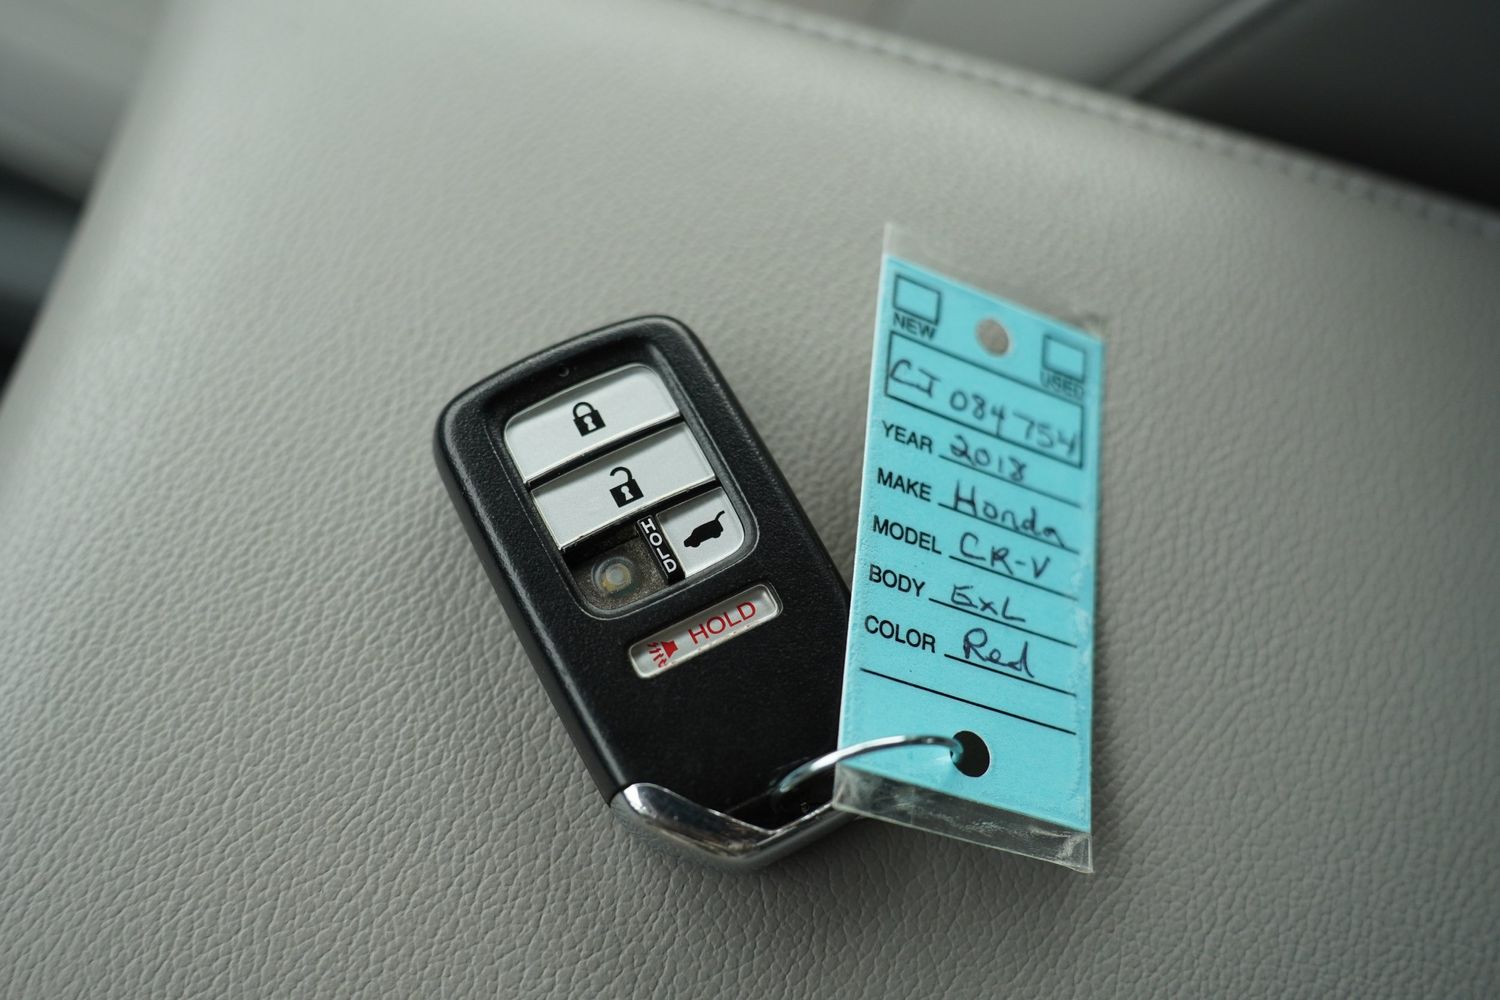 HOLD
HOLD
NEW
USED
CJ 084754
YEAR 2018
MAKE Honda
MODEL CR-V
BODY ExL
COLOR Red